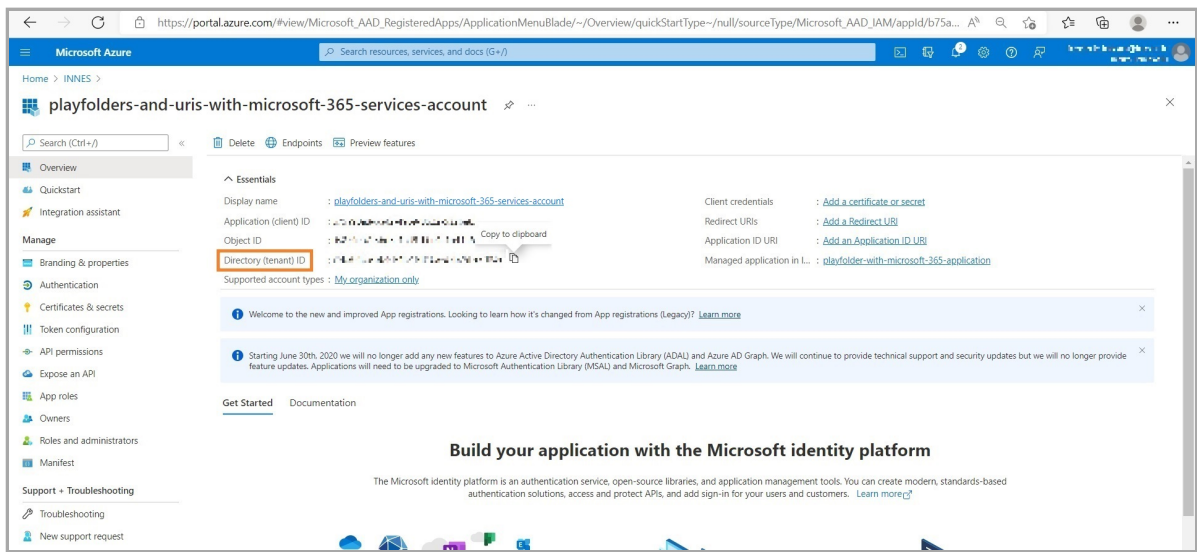 https://portal.azure.com/#view/Microsoft_AAD_RegisteredApps/ApplicationMenuBlade/~/Overview/quickStartType~/null/sourceType/Microsoft_AAD_IAM/appId/b75a...
Microsoft Azure
Search resources, services, and docs (G+/)
2
Home > INNES >
playfolders-and-uris-with-microsoft-365-services-account
Search (Ctrl+/)
Delete Endpoints Preview features
Overview
Quickstart
Integration assistant
Manage
Branding & properties
Authentication
Certificates & secrets
Token configuration
API permissions
Expose an API
App roles
Owners
Roles and administrators
Manifest
Support + Troubleshooting
Troubleshooting
New support request
Essentials
Display name : playfolders-and-uris-with-microsoft-365-services-account
Application (client) ID :
Object ID :
Copy to clipboard
Directory (tenant) ID :
Supported account types : My organization only
Client credentials : Add a certificate or secret
Redirect URIs : Add a Redirect URI
Application ID URI : Add an Application ID URI
Managed application in l... : playfolder-with-microsoft-365-application
Welcome to the new and improved App registrations. Looking to learn how it's changed from App registrations (Legacy)? Learn more
Starting June 30th, 2020 we will no longer add any new features to Azure Active Directory Authentication Library (ADAL) and Azure AD Graph. We will continue to provide technical support and security updates but we will no longer provide
feature updates. Applications will need to be upgraded to Microsoft Authentication Library (MSAL) and Microsoft Graph. Learn more
Get Started Documentation
Build your application with the Microsoft identity platform
The Microsoft identity platform is an authentication service, open-source libraries, and application management tools. You can create modern, standards-based
authentication solutions, access and protect APIs, and add sign-in for your users and customers. Learn more